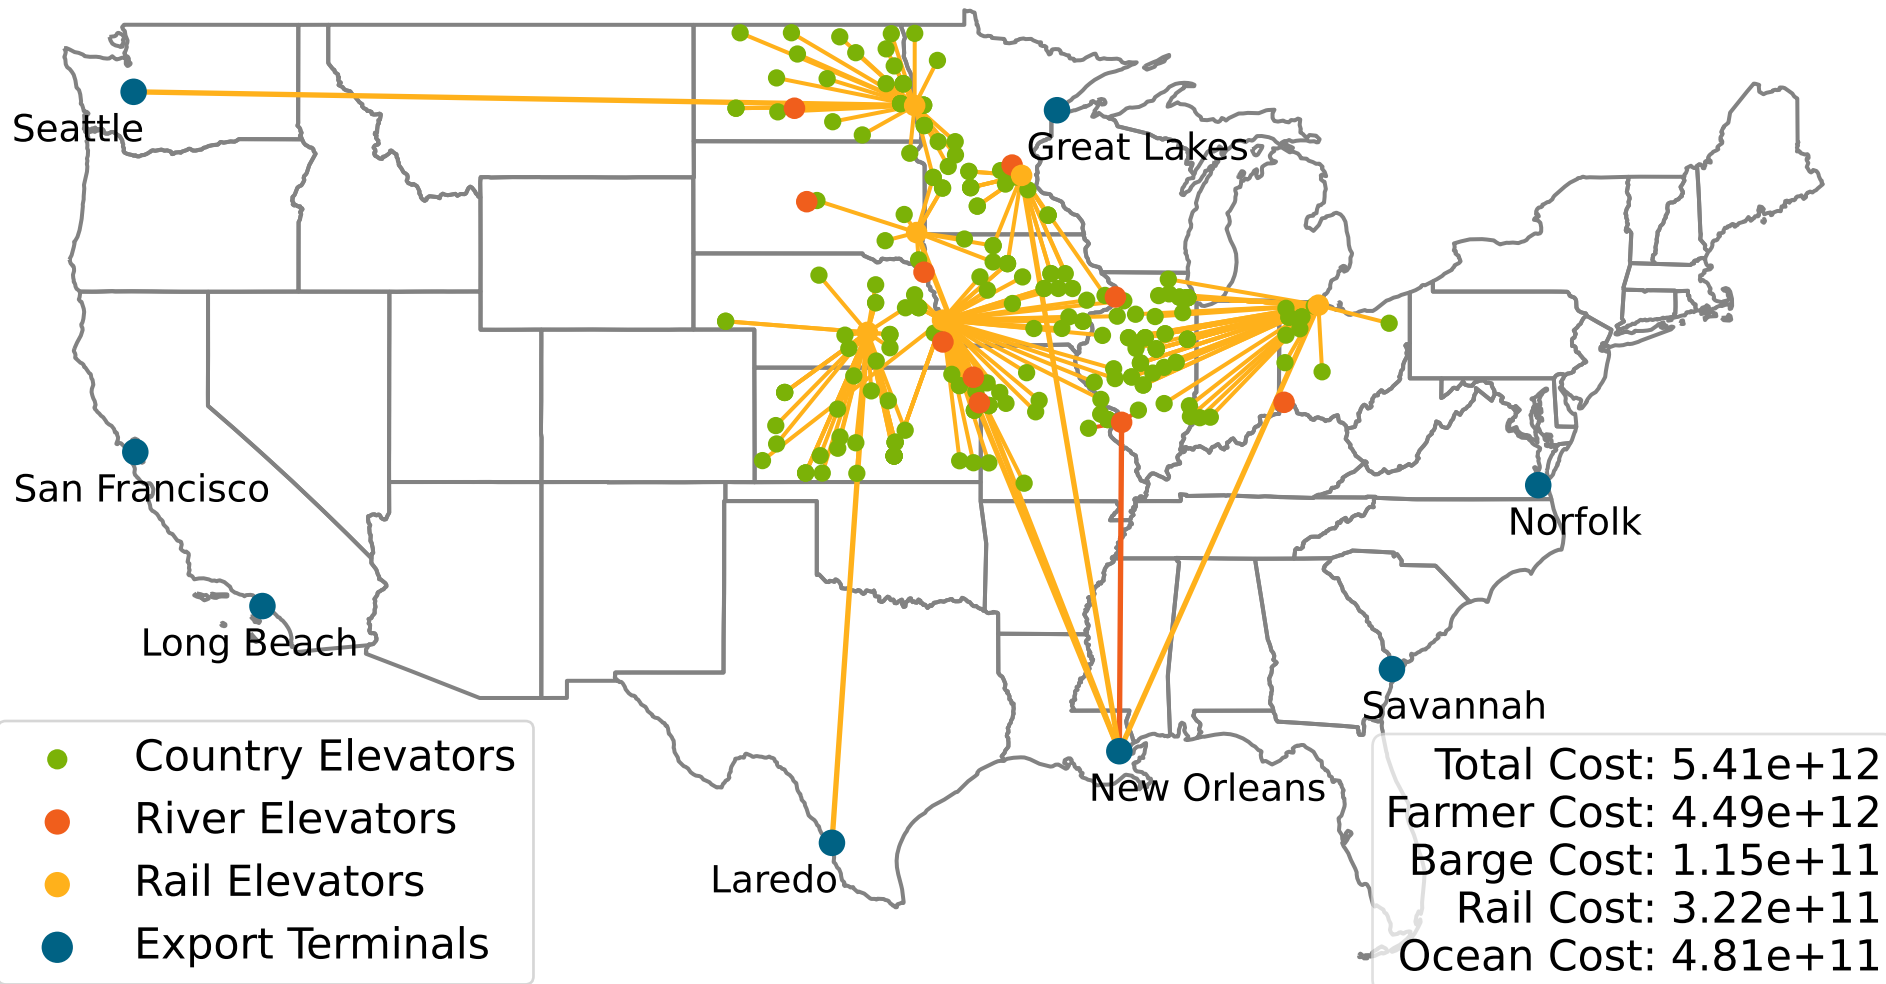 Seattle
Great Lakes
San Francisco
Norfolk
Long Beach
Savannah
New Orleans
Laredo
Country Elevators
River Elevators
Rail Elevators
Export Terminals
Total Cost: 5.41e+12
Farmer Cost: 4.49e+12
Barge Cost: 1.15e+11
Rail Cost: 3.22e+11
Ocean Cost: 4.81e+11